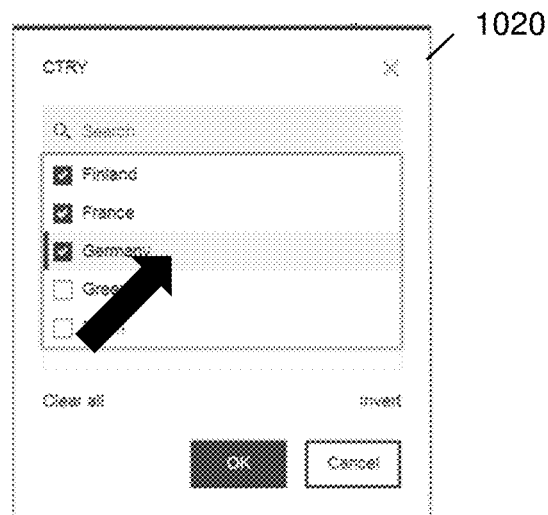 1020
CTRY
Search
Finland
France
Germany
Clear all
Invert
OK
Cancel